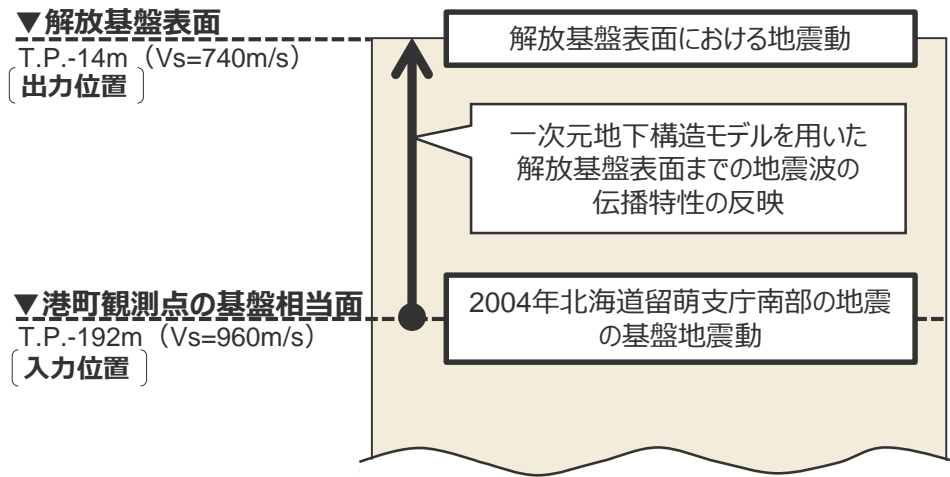 ▼解放基盤表面
T.P.-14m（Vs=740m/s）
〔出力位置〕
解放基盤表面における地震動
一次元地下構造モデルを用いた
解放基盤表面までの地震波の
伝播特性の反映
▼港町観測点の基盤相当面
T.P.-192m（Vs=960m/s）
〔入力位置〕
2004年北海道留萌支庁南部の地震
の基盤地震動